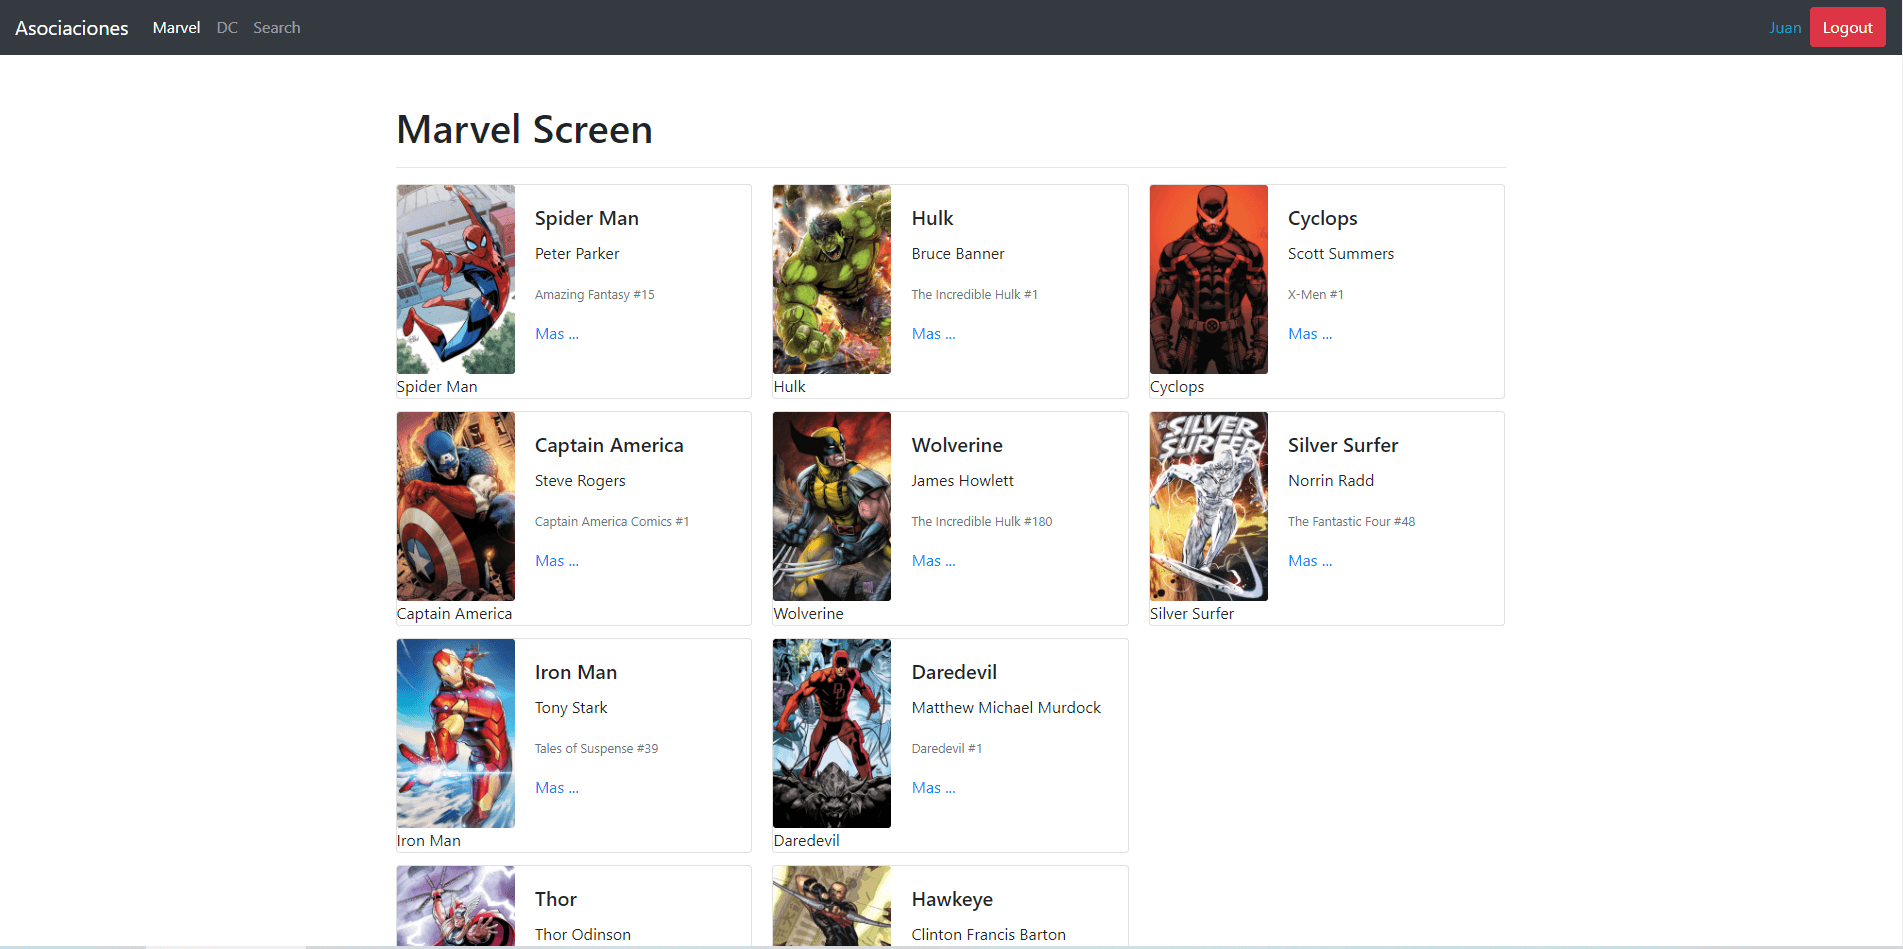 Asociaciones Marvel DC Search Juan Logout
Marvel Screen
Spider Man
Peter Parker
Amazing Fantasy #15
Mas ...
Spider Man
Hulk
Bruce Banner
The Incredible Hulk #1
Mas ...
Hulk
Cyclops
Scott Summers
X-Men #1
Mas ...
Cyclops
Captain America
Steve Rogers
Captain America Comics #1
Mas ...
Captain America
Wolverine
James Howlett
The Incredible Hulk #180
Mas ...
Wolverine
THE SILVER
SURFER
Silver Surfer
Norrin Radd
The Fantastic Four #48
Mas ...
Silver Surfer
Iron Man
Tony Stark
Tales of Suspense #39
Mas ...
Iron Man
DD
Daredevil
Matthew Michael Murdock
Daredevil #1
Mas ...
Daredevil
Thor
Thor Odinson
Hawkeye
Clinton Francis Barton